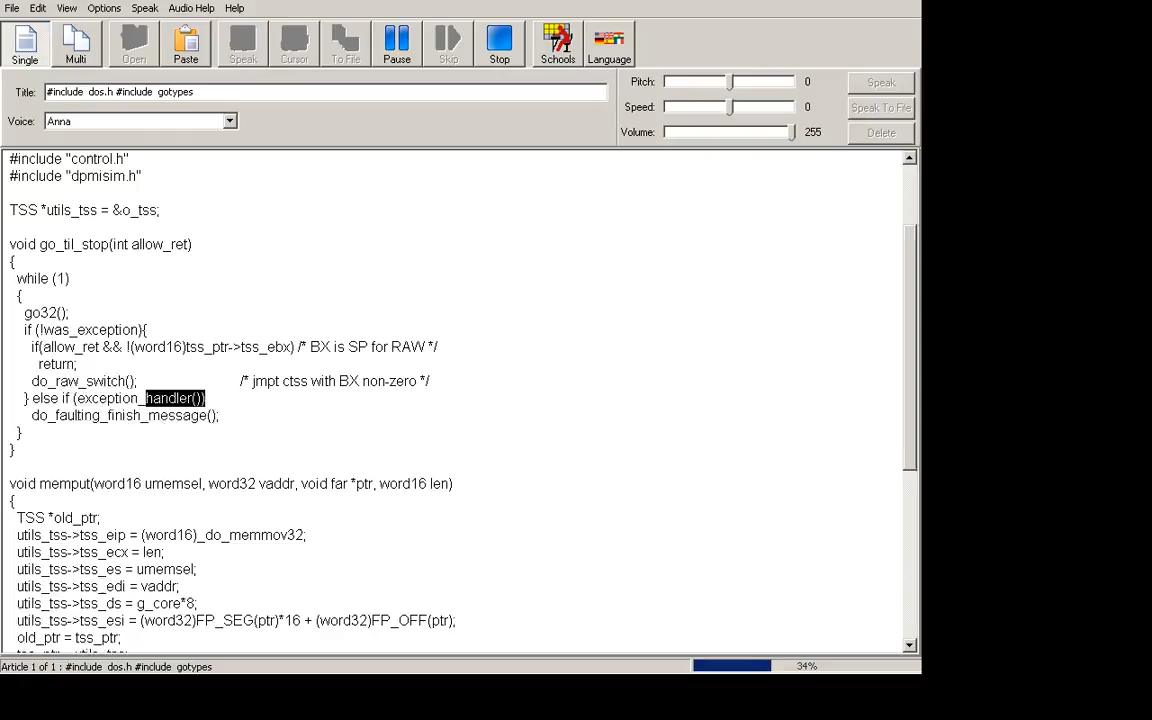 File Edit View Options Speak Audio Help Help
Single Multi Open Paste Speak Cursor To File Pause Skip Stop Schools Language
Title: #include dos.h #include gotypes
Voice: Anna
Pitch: 0 Speak
Speed: 0 Speak To File
Volume: 255 Delete
#include "control.h"
#include "dpmisim.h"
TSS *utils_tss = &o_tss;
void go_til_stop(int allow_ret)
{
while (1)
{
go32();
if (!was_exception){
if(allow_ret && !(word16)tss_ptr->tss_ebx) /* BX is SP for RAW */
return;
do_raw_switch(); /* jmpt ctss with BX non-zero */
} else if (exception_handler())
do_faulting_finish_message();
}
}
void memput(word16 umemsel, word32 vaddr, void far *ptr, word16 len)
{
TSS *old_ptr;
utils_tss->tss_eip = (word16)_do_memmov32;
utils_tss->tss_ecx = len;
utils_tss->tss_es = umemsel;
utils_tss->tss_edi = vaddr;
utils_tss->tss_ds = g_core*8;
utils_tss->tss_esi = (word32)FP_SEG(ptr)*16 + (word32)FP_OFF(ptr);
old_ptr = tss_ptr;
Article 1 of 1 : #include dos.h #include gotypes 34%